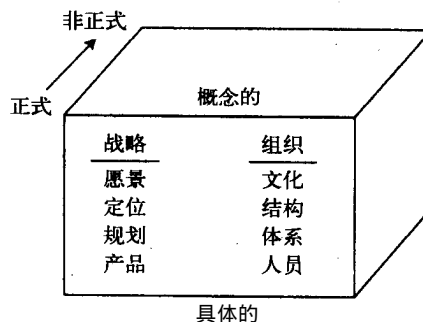 非正式
正式
概念的
战略 组织
愿景 文化
定位 结构
规划 体系
产品 人员
具体的